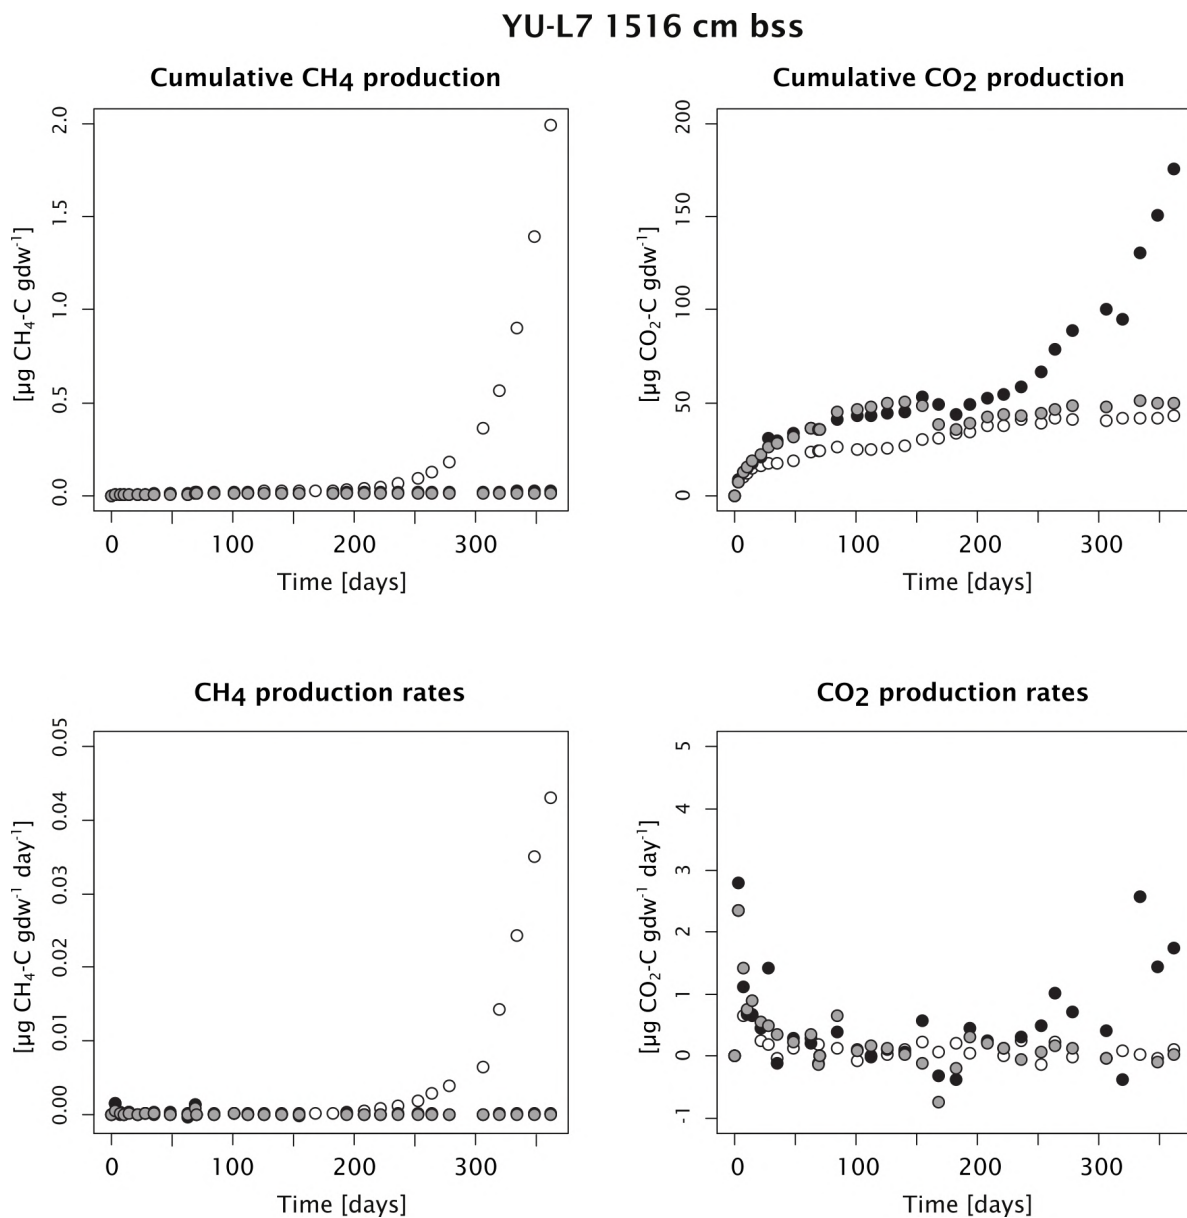 YU-L7 1516 cm bss
Cumulative CH4 production
[µg CH₄-C gdw⁻¹]
2.0
1.5
1.0
0.5
0.0
0 100 200 300
Time [days]
Cumulative CO2 production
[µg CO₂-C gdw⁻¹]
200
150
100
50
0
0 100 200 300
Time [days]
CH4 production rates
[µg CH₄-C gdw⁻¹ day⁻¹]
0.05
0.04
0.03
0.02
0.01
0.00
0 100 200 300
Time [days]
CO2 production rates
[µg CO₂-C gdw⁻¹ day⁻¹]
5
4
3
2
1
0
-1
0 100 200 300
Time [days]